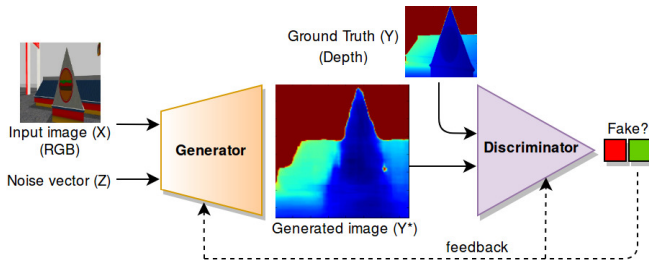 Ground Truth (Y)
(Depth)
Input image (X)
(RGB)
Noise vector (Z)
Generator
Generated image (Y*)
Discriminator
Fake?
feedback